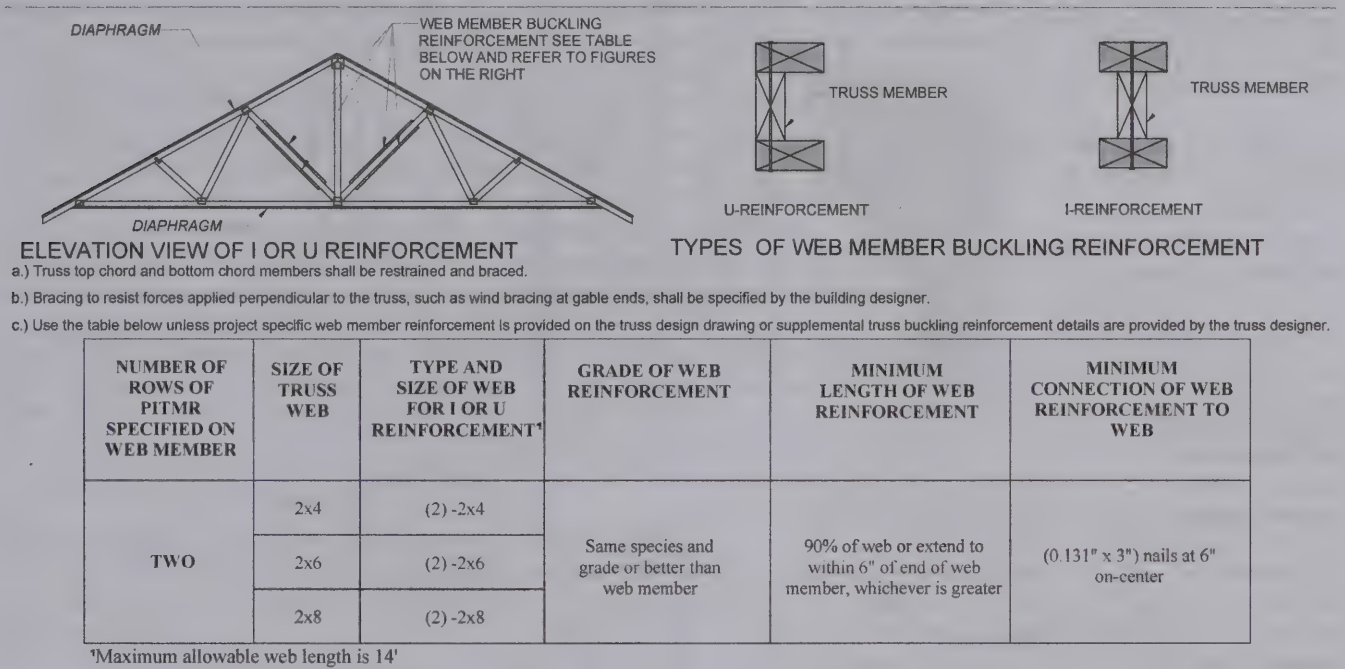 DIAPHRAGM
WEB MEMBER BUCKLING
REINFORCEMENT SEE TABLE
BELOW AND REFER TO FIGURES
ON THE RIGHT
DIAPHRAGM
ELEVATION VIEW OF I OR U REINFORCEMENT
TRUSS MEMBER
U-REINFORCEMENT
TRUSS MEMBER
I-REINFORCEMENT
TYPES OF WEB MEMBER BUCKLING REINFORCEMENT
a.) Truss top chord and bottom chord members shall be restrained and braced.
b.) Bracing to resist forces applied perpendicular to the truss, such as wind bracing at gable ends, shall be specified by the building designer.
c.) Use the table below unless project specific web member reinforcement is provided on the truss design drawing or supplemental truss buckling reinforcement details are provided by the truss designer.
NUMBER OF
ROWS OF
PITMR
SPECIFIED ON
WEB MEMBER
SIZE OF
TRUSS
WEB
TYPE AND
SIZE OF WEB
FOR I OR U
REINFORCEMENT¹
GRADE OF WEB
REINFORCEMENT
MINIMUM
LENGTH OF WEB
REINFORCEMENT
MINIMUM
CONNECTION OF WEB
REINFORCEMENT TO
WEB
TWO
2x4
(2) -2x4
2x6
(2) -2x6
2x8
(2) -2x8
Same species and
grade or better than
web member
90% of web or extend to
within 6" of end of web
member, whichever is greater
(0.131" x 3") nails at 6"
on-center
¹Maximum allowable web length is 14'